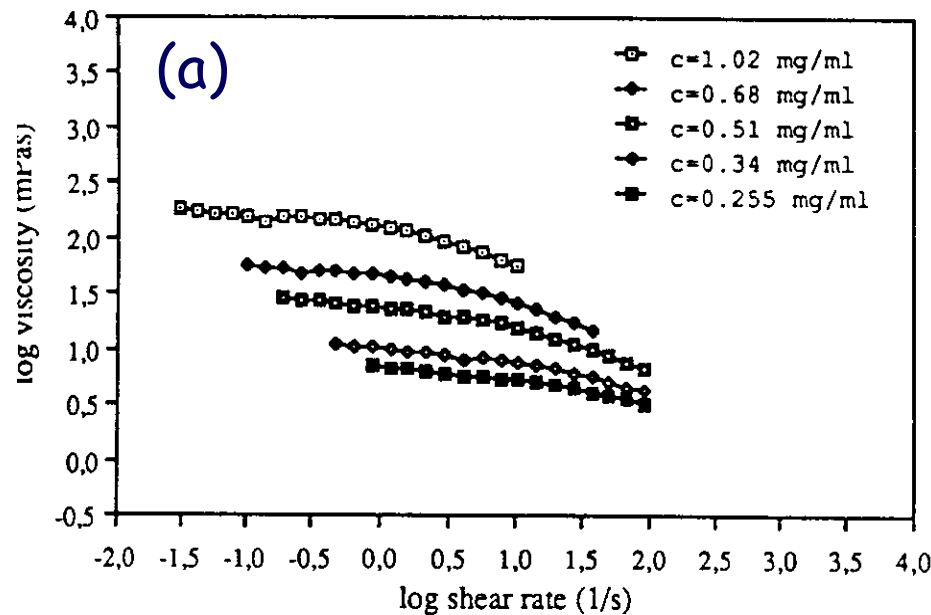 (a)
4,0
3,5
3,0
2,5
2,0
1,5
1,0
0,5
0,0
-0,5
log viscosity (mPas)
c=1.02 mg/ml
c=0.68 mg/ml
c=0.51 mg/ml
c=0.34 mg/ml
c=0.255 mg/ml
-2,0 -1,5 -1,0 -0,5 0,0 0,5 1,0 1,5 2,0 2,5 3,0 3,5 4,0
log shear rate (1/s)